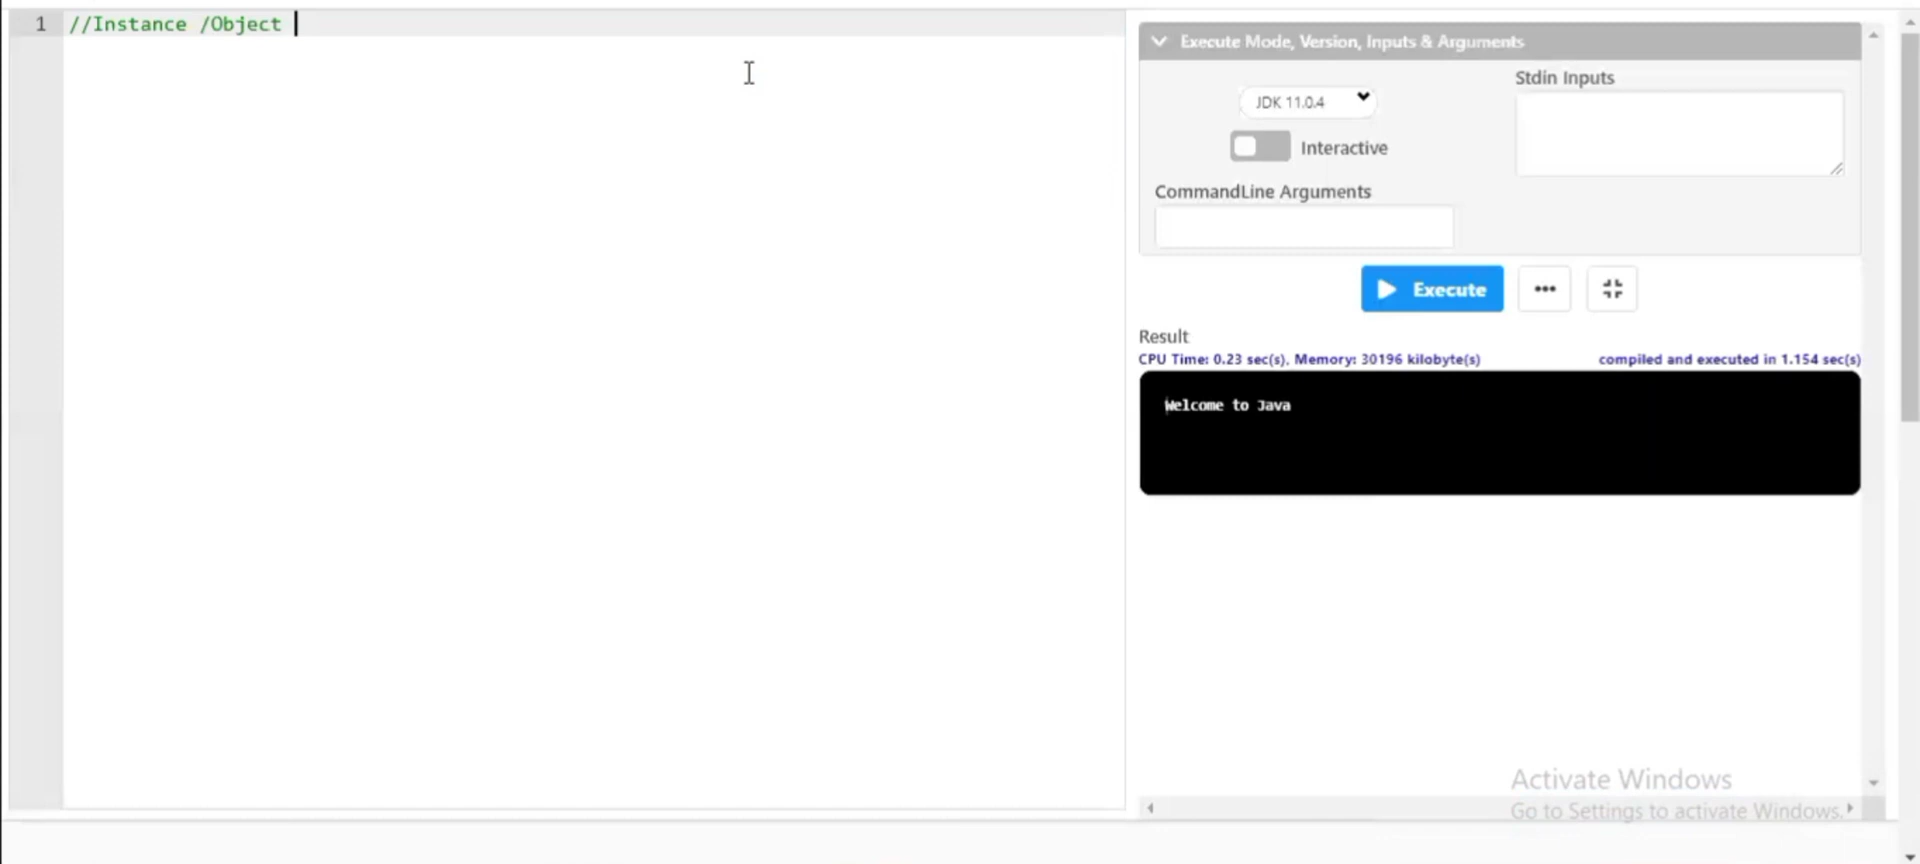 1 //Instance /Object
Execute Mode, Version, Inputs & Arguments
JDK 11.0.4
Interactive
Stdin Inputs
CommandLine Arguments
Execute
Result
CPU Time: 0.23 sec(s), Memory: 30196 kilobyte(s)
compiled and executed in 1.154 sec(s)
Welcome to Java
Activate Windows
Go to Settings to activate Windows.